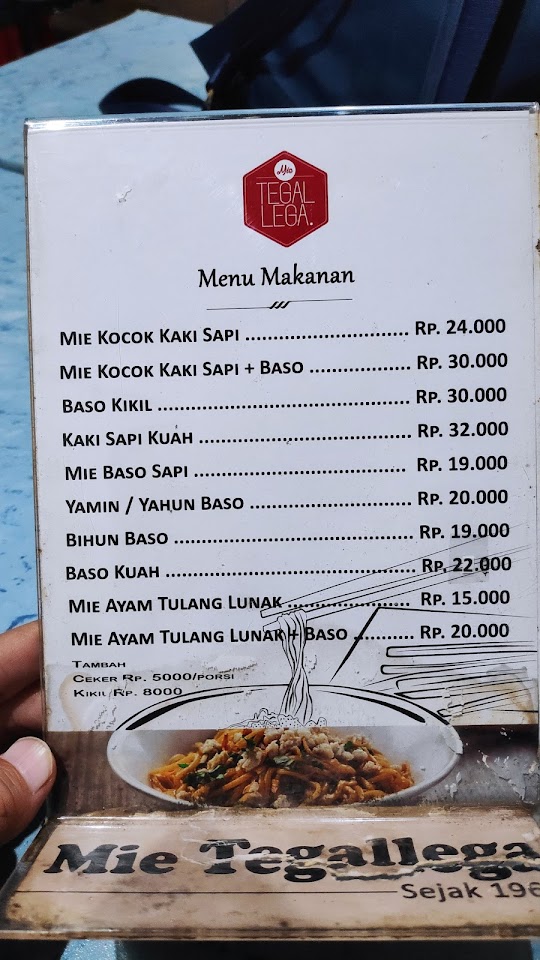 Mie
TEGAL
LEGA.
Menu Makanan
Mie Kocok Kaki Sapi ............................ Rp. 24.000
Mie Kocok Kaki Sapi + Baso .................. Rp. 30.000
Baso Kikil ............................................. Rp. 30.000
Kaki Sapi Kuah ...................................... Rp. 32.000
Mie Baso Sapi ...................................... Rp. 19.000
Yamin / Yahun Baso ............................. Rp. 20.000
Bihun Baso .......................................... Rp. 19.000
Baso Kuah ............................................ Rp. 22.000
Mie Ayam Tulang Lunak ..................... Rp. 15.000
Mie Ayam Tulang Lunak + Baso .......... Rp. 20.000
Tambah
Ceker Rp. 5000/porsi
Kikil Rp. 8000
Mie Tegallega
Sejak 196